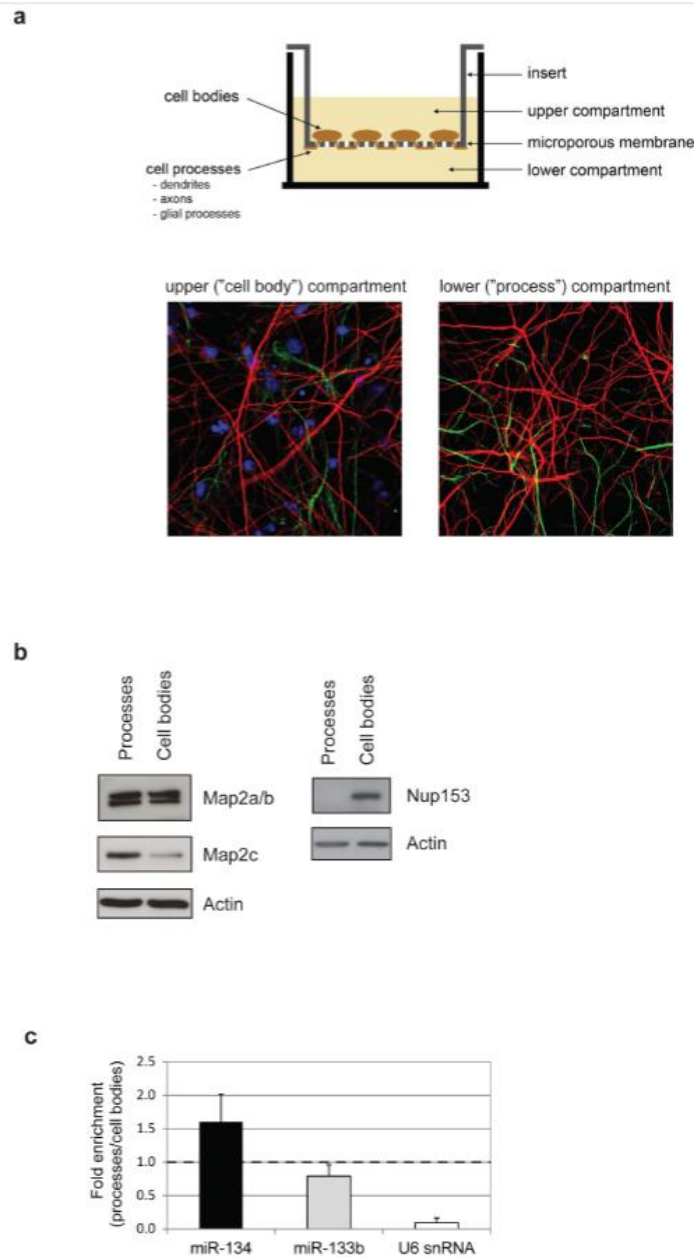 a
cell bodies
cell processes
- dendrites
- axons
- glial processes
insert
upper compartment
microporous membrane
lower compartment
upper ("cell body") compartment
lower ("process") compartment
b
Processes
Cell bodies
Map2a/b
Map2c
Actin
Processes
Cell bodies
Nup153
Actin
c
Fold enrichment
(processes/cell bodies)
2.5
2.0
1.5
1.0
0.5
0.0
miR-134
miR-133b
U6 snRNA